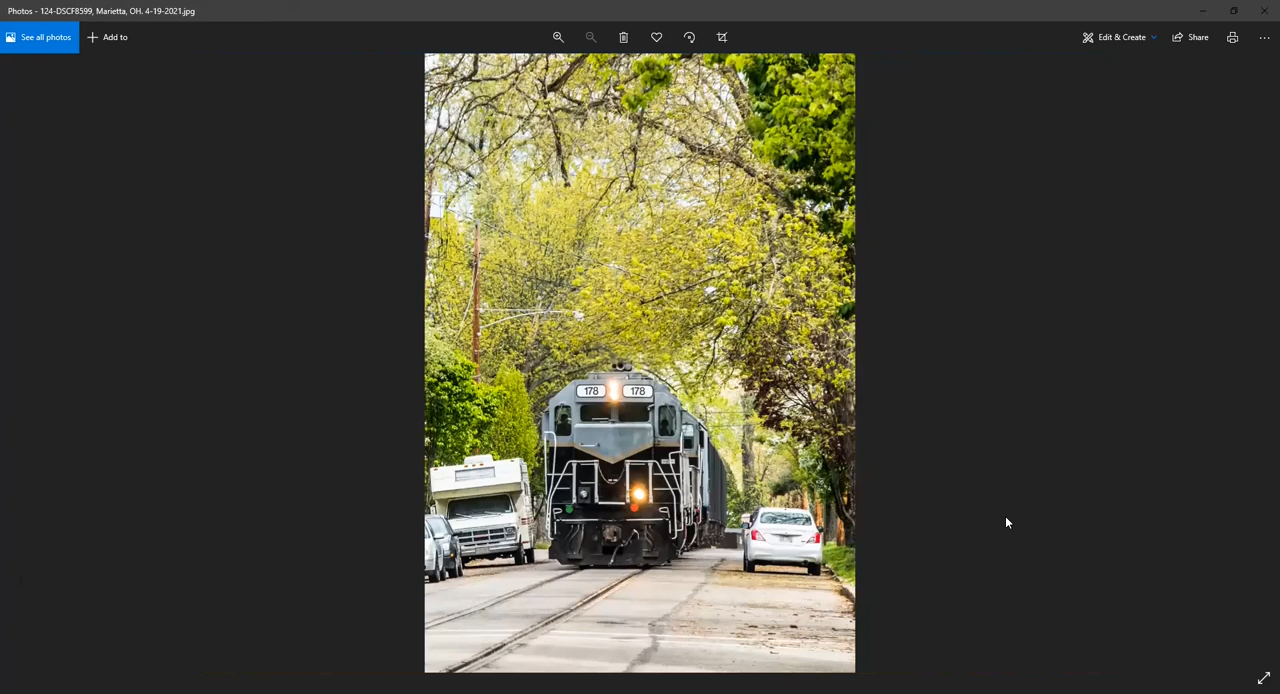 Photos - 124-DSCF8599, Marietta, OH. 4-19-2021.jpg
See all photos
Add to
Edit & Create
Share
178 178